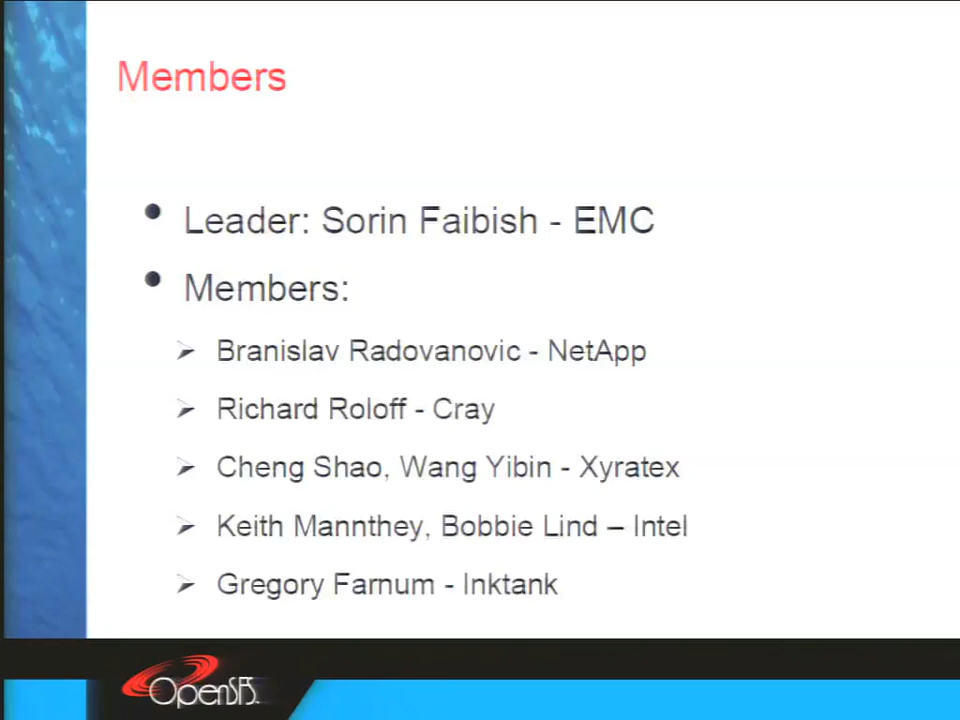 Members
• Leader: Sorin Faibish - EMC
• Members:
➢ Branislav Radovanovic - NetApp
➢ Richard Roloff - Cray
➢ Cheng Shao, Wang Yibin - Xyratex
➢ Keith Mannthey, Bobbie Lind – Intel
➢ Gregory Farnum - Inktank
OpenSFS